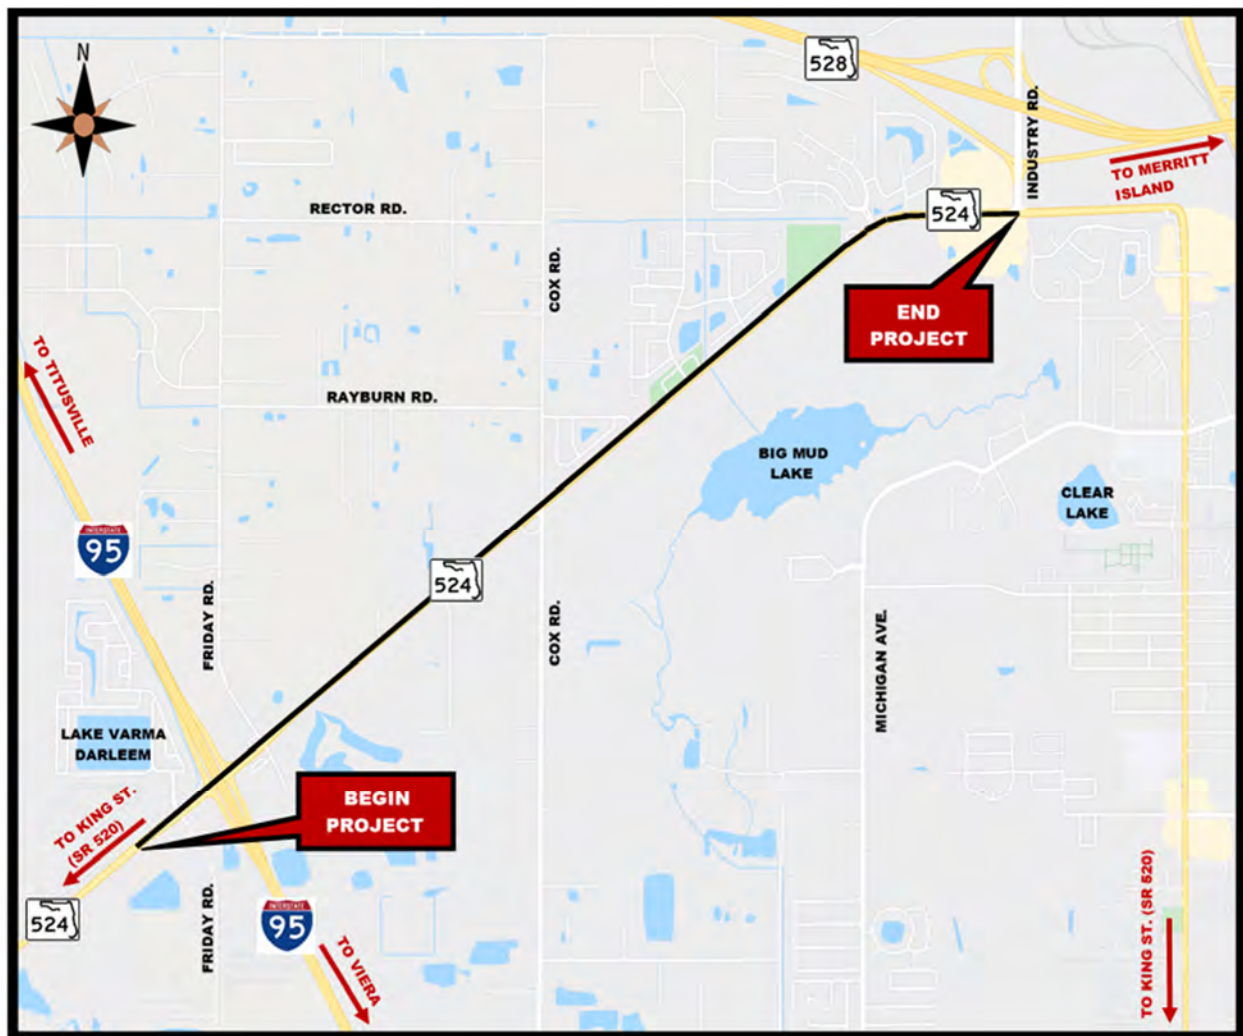 N
528
INDUSTRY RD.
TO MERRITT
ISLAND
524
RECTOR RD.
COX RD.
END
PROJECT
TO TITUSVILLE
RAYBURN RD.
BIG MUD
LAKE
CLEAR
LAKE
INTERSTATE
95
524
FRIDAY RD.
COX RD.
MICHIGAN AVE.
LAKE VARMA
DARLEEM
BEGIN
PROJECT
TO KING ST.
(SR 520)
524
FRIDAY RD.
INTERSTATE
95
TO VIERA
TO KING ST. (SR 520)